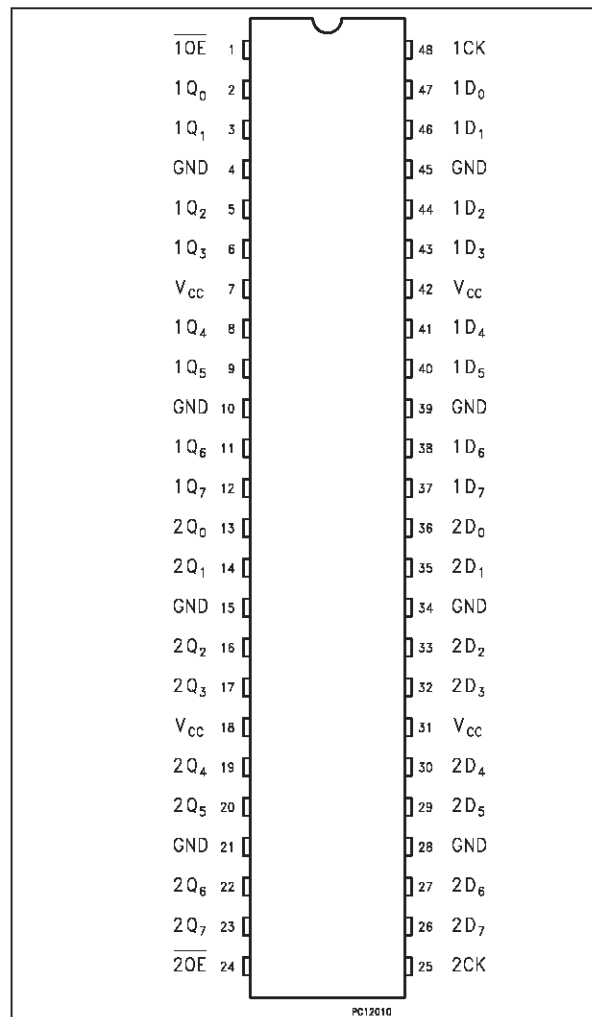 1OE 1 48 1CK
1Q0 2 47 1D0
1Q1 3 46 1D1
GND 4 45 GND
1Q2 5 44 1D2
1Q3 6 43 1D3
VCC 7 42 VCC
1Q4 8 41 1D4
1Q5 9 40 1D5
GND 10 39 GND
1Q6 11 38 1D6
1Q7 12 37 1D7
2Q0 13 36 2D0
2Q1 14 35 2D1
GND 15 34 GND
2Q2 16 33 2D2
2Q3 17 32 2D3
VCC 18 31 VCC
2Q4 19 30 2D4
2Q5 20 29 2D5
GND 21 28 GND
2Q6 22 27 2D6
2Q7 23 26 2D7
2OE 24 25 2CK
PC12010